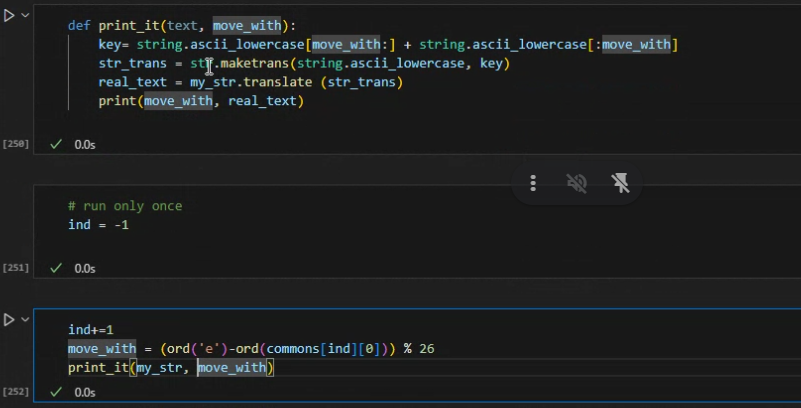 def print_it(text, move_with):
key= string.ascii_lowercase[move_with:] + string.ascii_lowercase[:move_with]
str_trans = str.maketrans(string.ascii_lowercase, key)
real_text = my_str.translate (str_trans)
print(move_with, real_text)
[250] 0.0s
# run only once
ind = -1
[251] 0.0s
ind+=1
move_with = (ord('e')-ord(commons[ind][0])) % 26
print_it(my_str, move_with)
[252] 0.0s